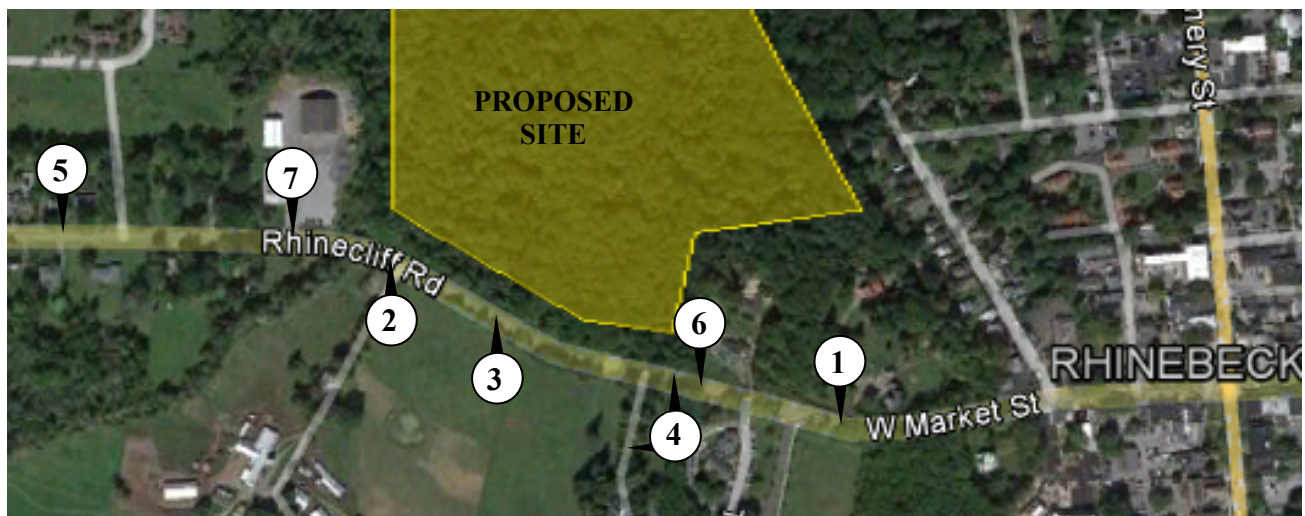 PROPOSED
SITE
nery St
5
7
Rhinecliff Rd
2
3
6
4
1
W Market St
RHINEBECK